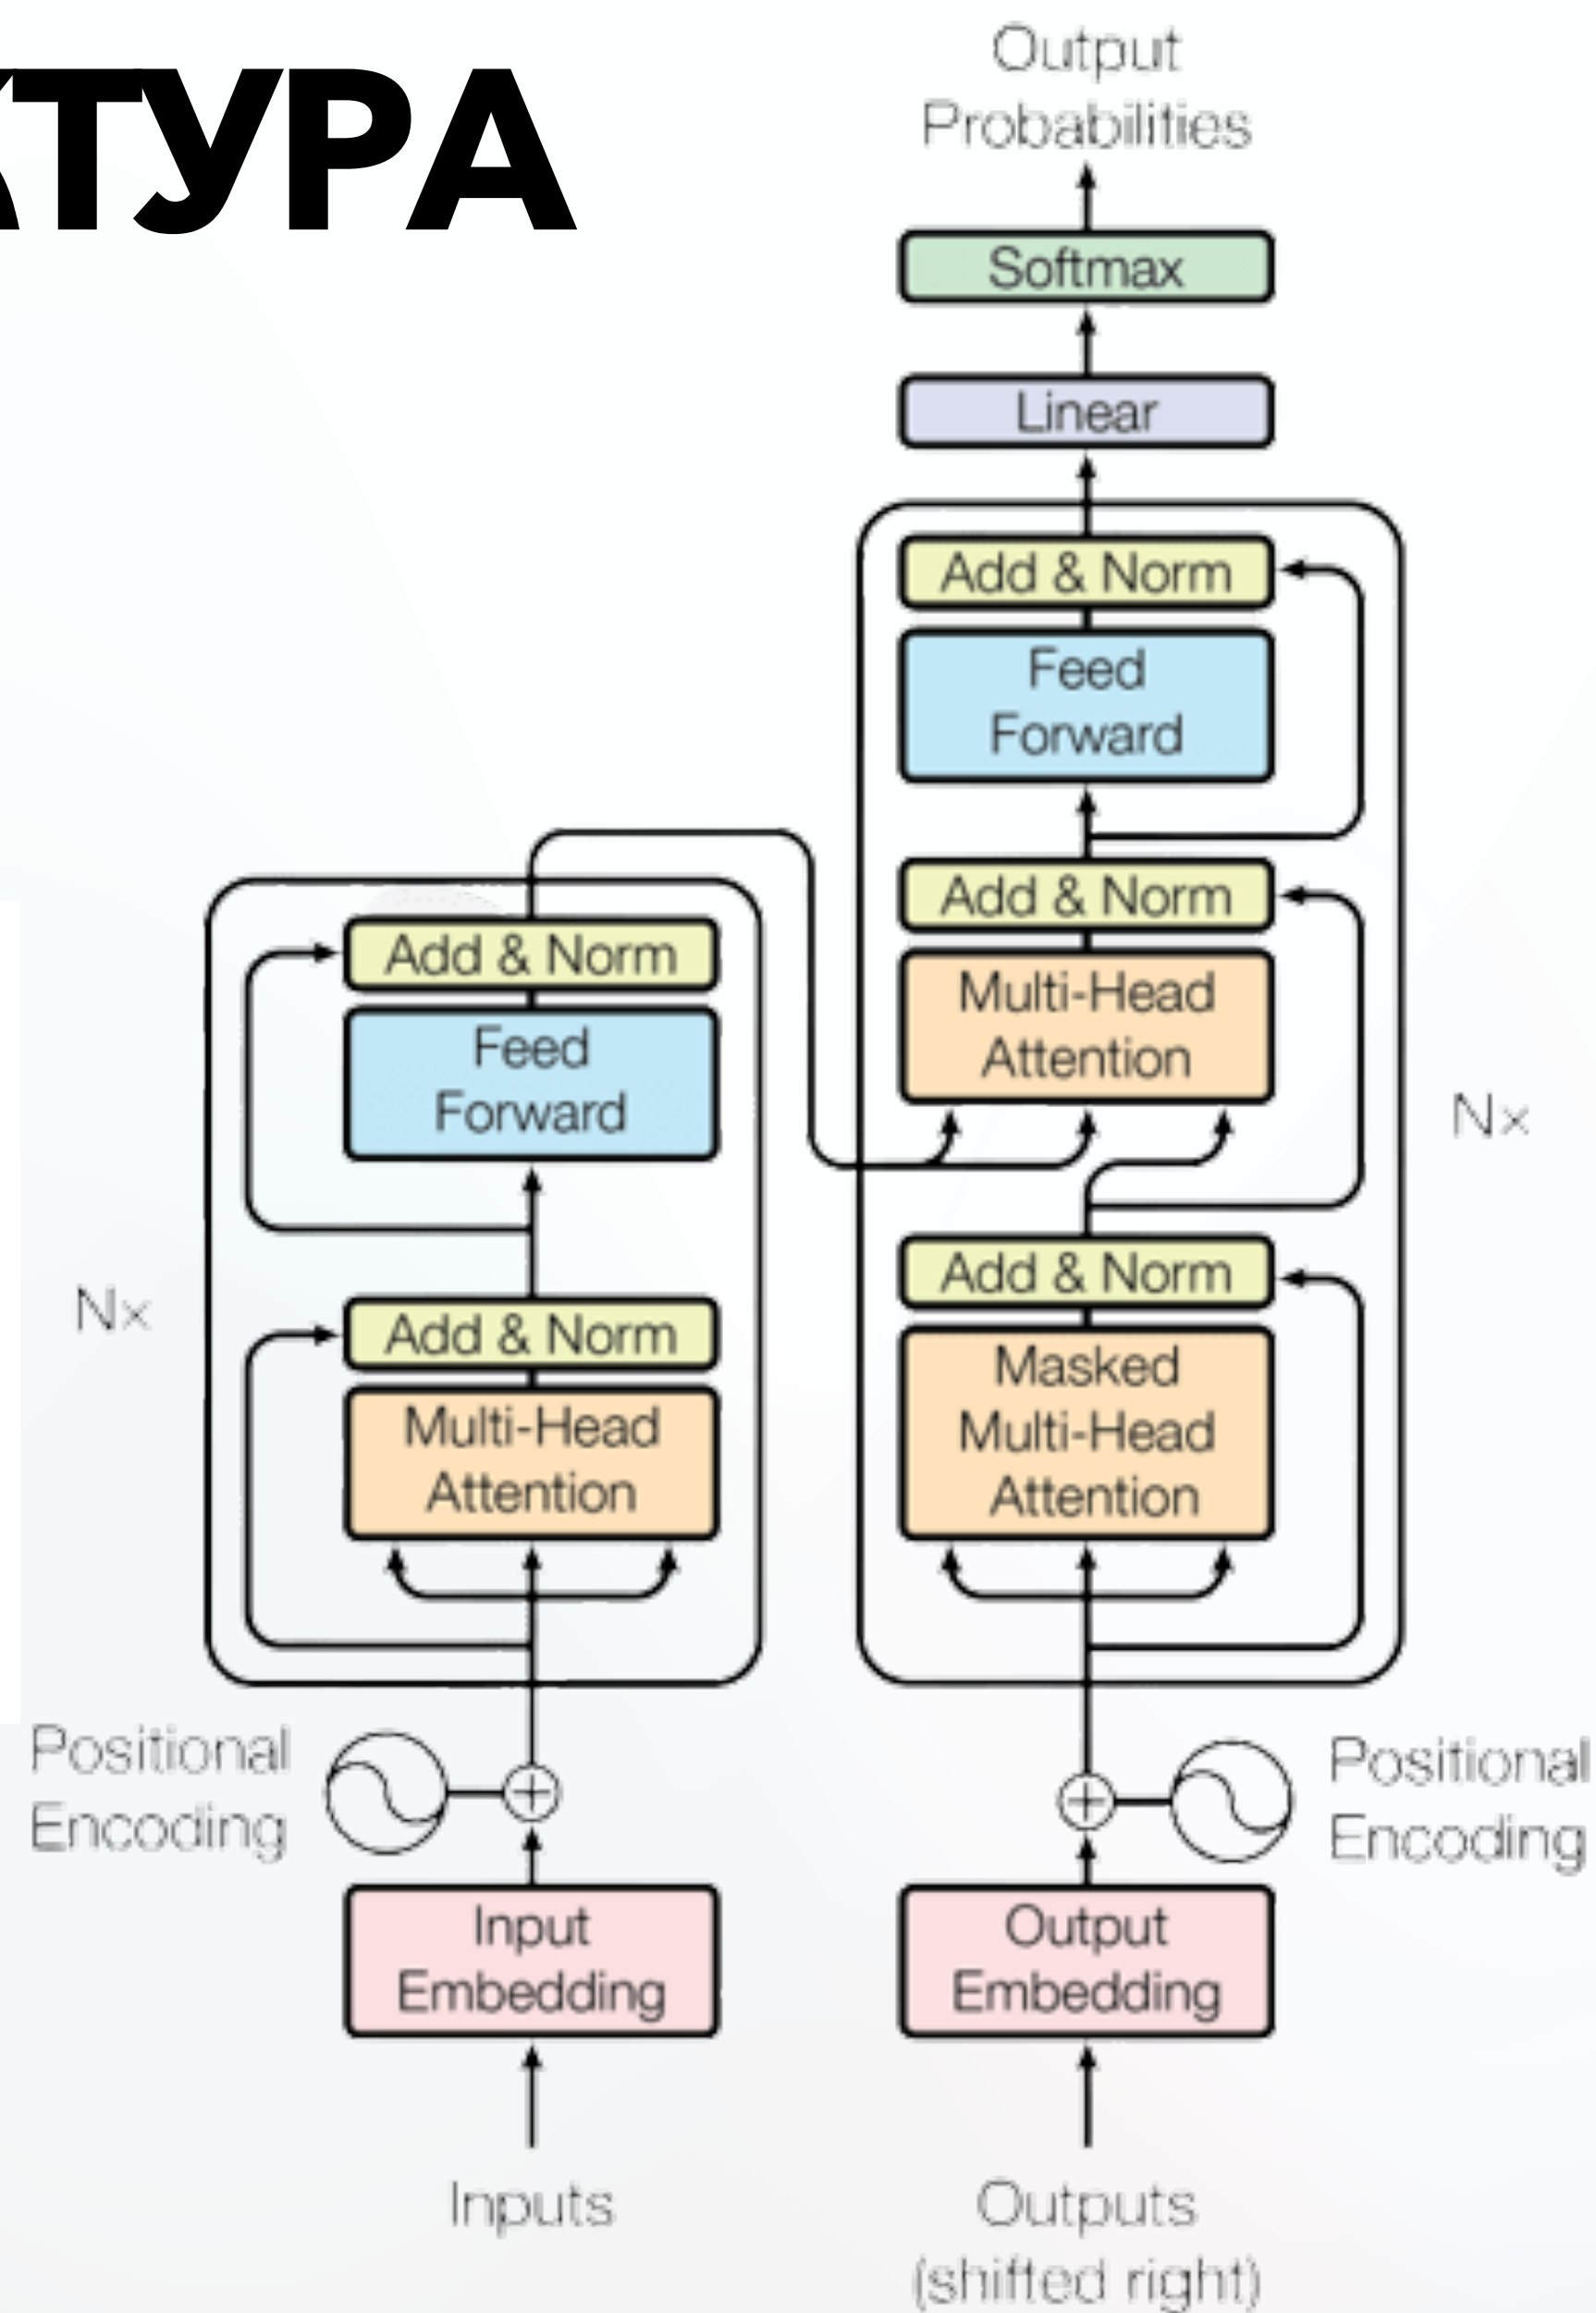 КТУРА
Output
Probabilities
Softmax
Linear
Add & Norm
Feed
Forward
Add & Norm
Multi-Head
Attention
Add & Norm
Masked
Multi-Head
Attention
Nx
Positional
Encoding
Output
Embedding
Outputs
(shifted right)
Add & Norm
Feed
Forward
Add & Norm
Multi-Head
Attention
Nx
Positional
Encoding
Input
Embedding
Inputs